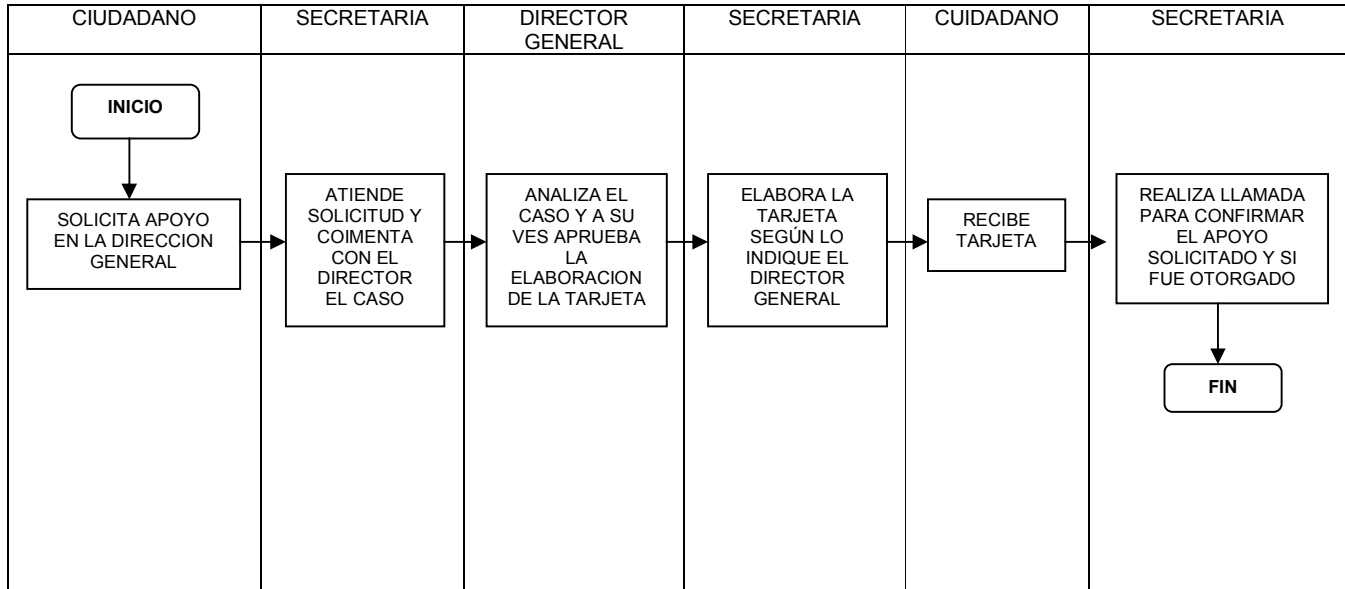 CIUDADANO
SECRETARIA
DIRECTOR
GENERAL
SECRETARIA
CUIDADANO
SECRETARIA
INICIO
SOLICITA APOYO
EN LA DIRECCION
GENERAL
ATIENDE
SOLICITUD Y
COIMENTA
CON EL
DIRECTOR
EL CASO
ANALIZA EL
CASO Y A SU
VES APRUEBA
LA
ELABORACION
DE LA TARJETA
ELABORA LA
TARJETA
SEGÚN LO
INDIQUE EL
DIRECTOR
GENERAL
RECIBE
TARJETA
REALIZA LLAMADA
PARA CONFIRMAR
EL APOYO
SOLICITADO Y SI
FUE OTORGADO
FIN